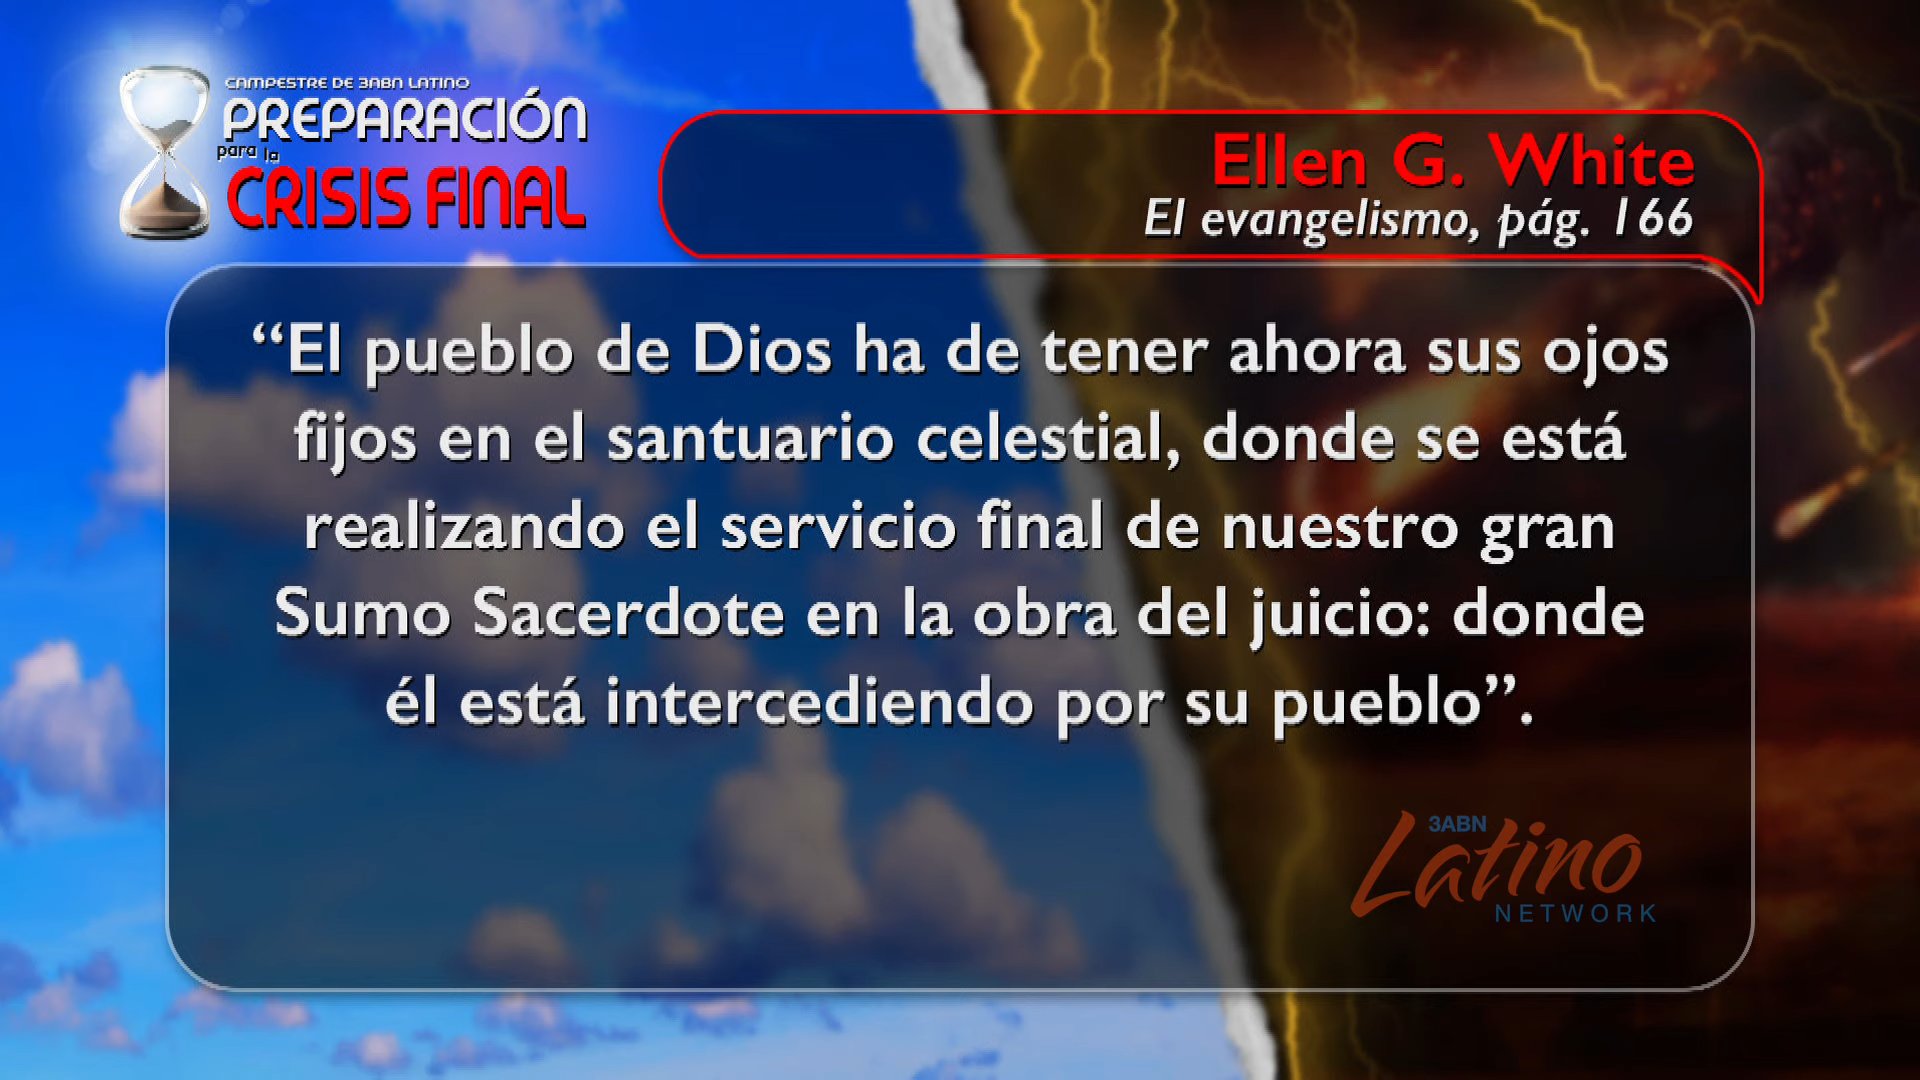 CAMPESTRE DE 3ABN LATINO
PREPARACIÓN
para la
CRISIS FINAL
Ellen G. White
El evangelismo, pág. 166
“El pueblo de Dios ha de tener ahora sus ojos
fijos en el santuario celestial, donde se está
realizando el servicio final de nuestro gran
Sumo Sacerdote en la obra del juicio: donde
él está intercediendo por su pueblo”.
3ABN
Latino
NETWORK